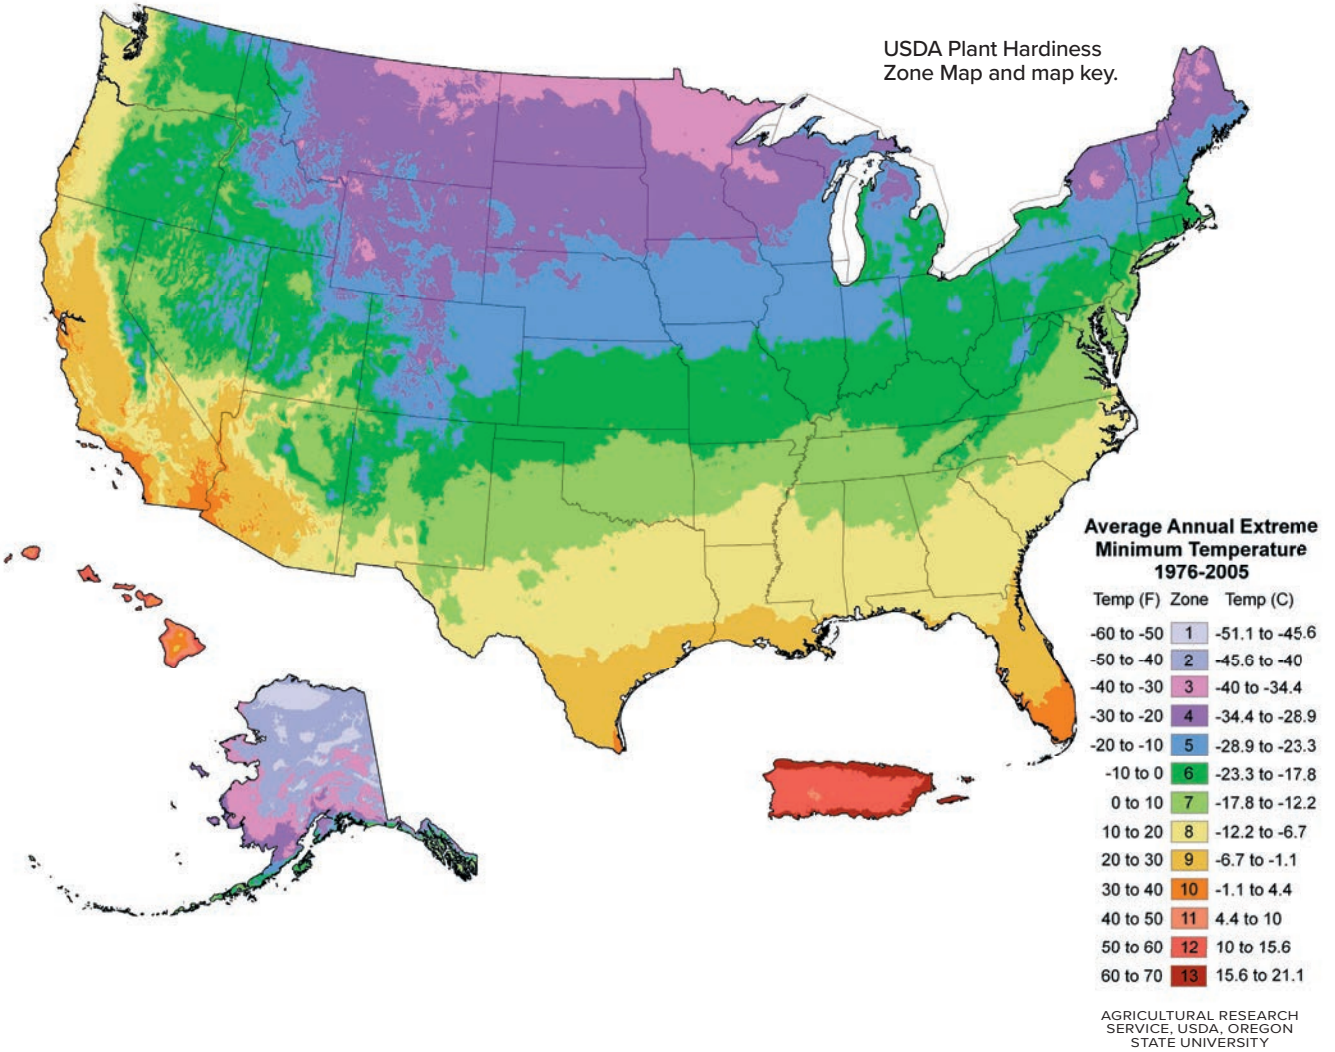 USDA Plant Hardiness
Zone Map and map key.
Average Annual Extreme
Minimum Temperature
1976-2005
Temp (F) Zone Temp (C)
-60 to -50 1 -51.1 to -45.6
-50 to -40 2 -45.6 to -40
-40 to -30 3 -40 to -34.4
-30 to -20 4 -34.4 to -28.9
-20 to -10 5 -28.9 to -23.3
-10 to 0 6 -23.3 to -17.8
0 to 10 7 -17.8 to -12.2
10 to 20 8 -12.2 to -6.7
20 to 30 9 -6.7 to -1.1
30 to 40 10 -1.1 to 4.4
40 to 50 11 4.4 to 10
50 to 60 12 10 to 15.6
60 to 70 13 15.6 to 21.1
AGRICULTURAL RESEARCH
SERVICE, USDA, OREGON
STATE UNIVERSITY